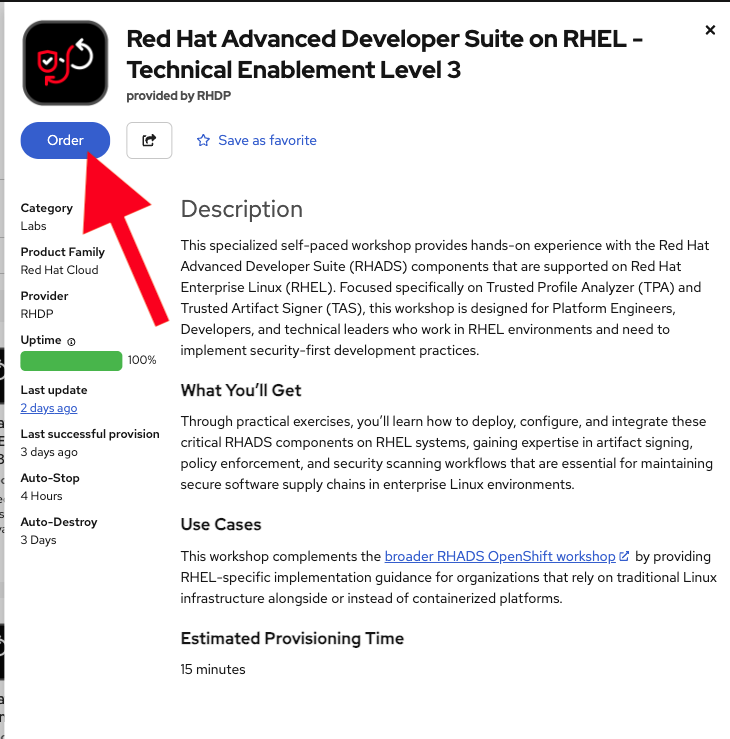 Red Hat Advanced Developer Suite on RHEL -
Technical Enablement Level 3
provided by RHDP
Order
Save as favorite
Category
Labs
Product Family
Red Hat Cloud
Provider
RHDP
Uptime
100%
Last update
2 days ago
Last successful provision
3 days ago
Auto-Stop
4 Hours
Auto-Destroy
3 Days
Description
This specialized self-paced workshop provides hands-on experience with the Red Hat
Advanced Developer Suite (RHADS) components that are supported on Red Hat
Enterprise Linux (RHEL). Focused specifically on Trusted Profile Analyzer (TPA) and
Trusted Artifact Signer (TAS), this workshop is designed for Platform Engineers,
Developers, and technical leaders who work in RHEL environments and need to
implement security-first development practices.
What You'll Get
Through practical exercises, you'll learn how to deploy, configure, and integrate these
critical RHADS components on RHEL systems, gaining expertise in artifact signing,
policy enforcement, and security scanning workflows that are essential for maintaining
secure software supply chains in enterprise Linux environments.
Use Cases
This workshop complements the broader RHADS OpenShift workshop by providing
RHEL-specific implementation guidance for organizations that rely on traditional Linux
infrastructure alongside or instead of containerized platforms.
Estimated Provisioning Time
15 minutes